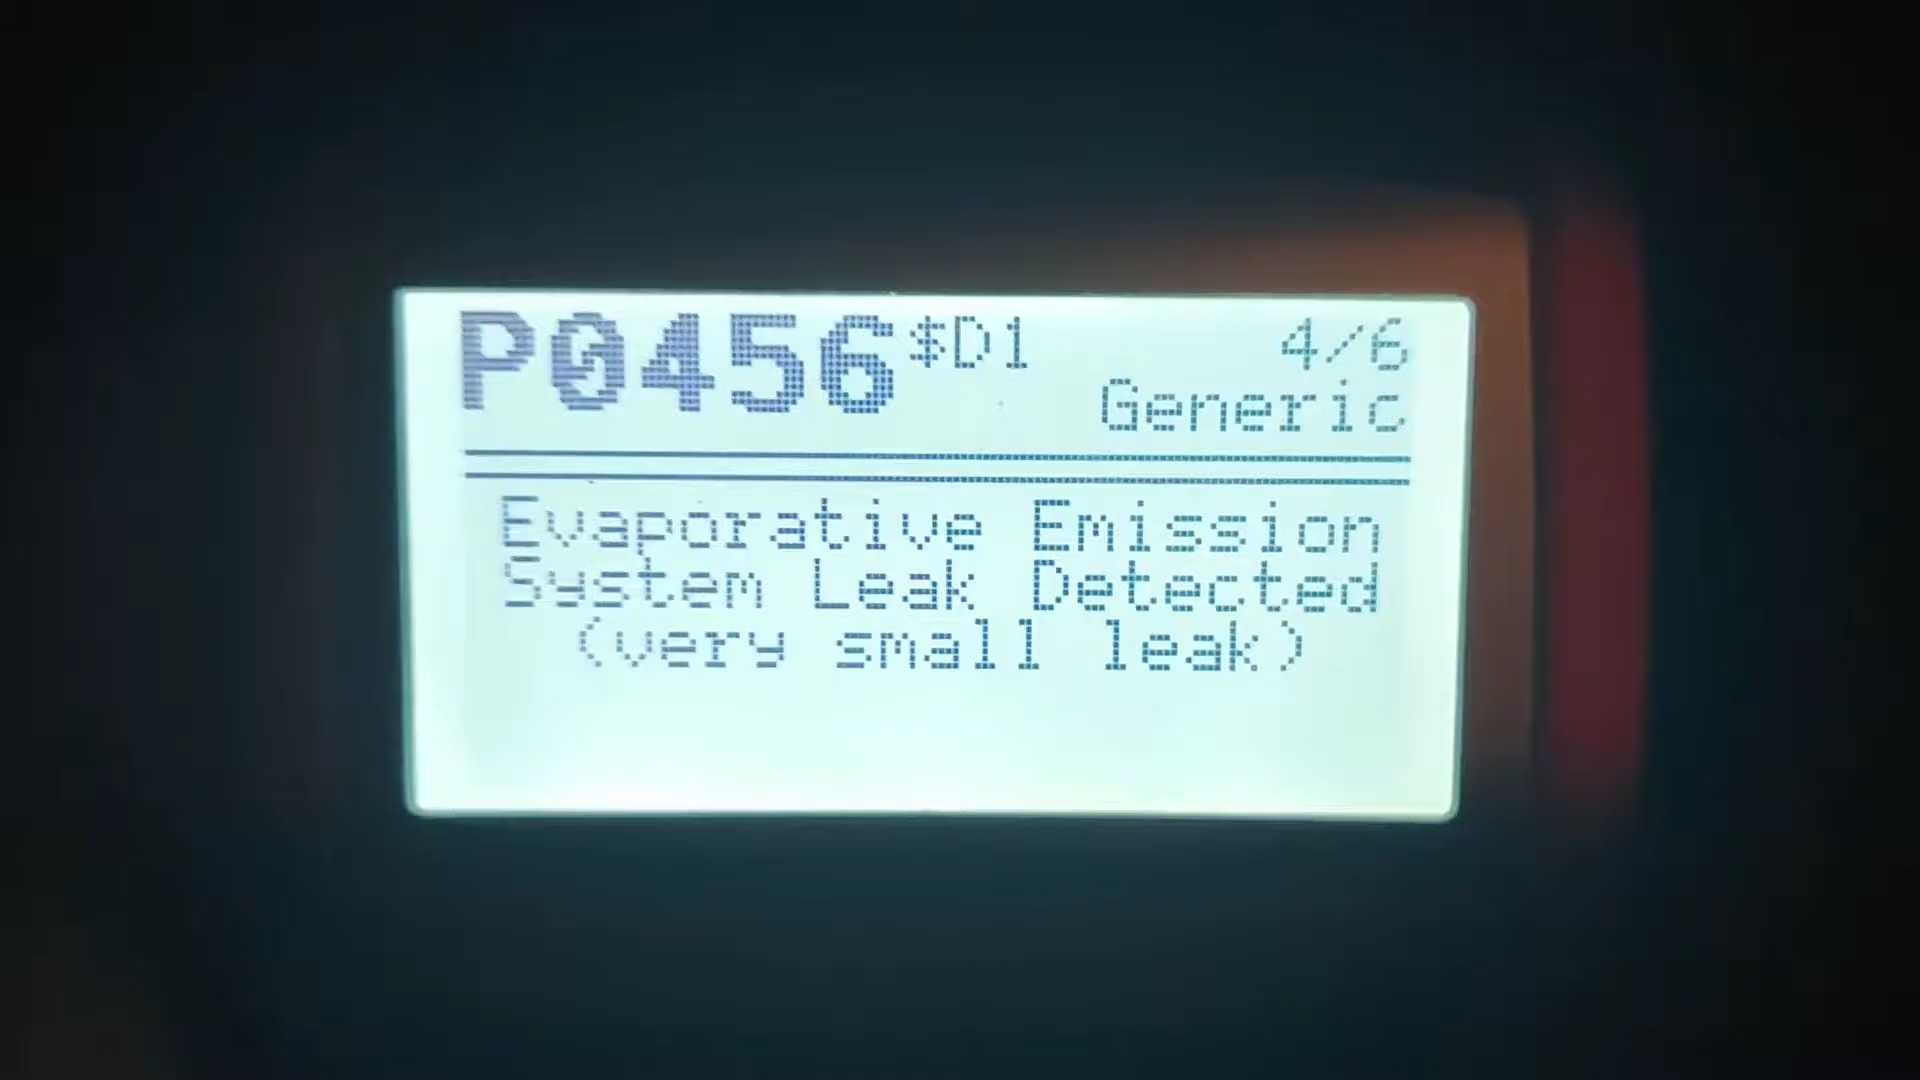 P0456 $D1 4/6
Generic
Evaporative Emission
System Leak Detected
(very small leak)